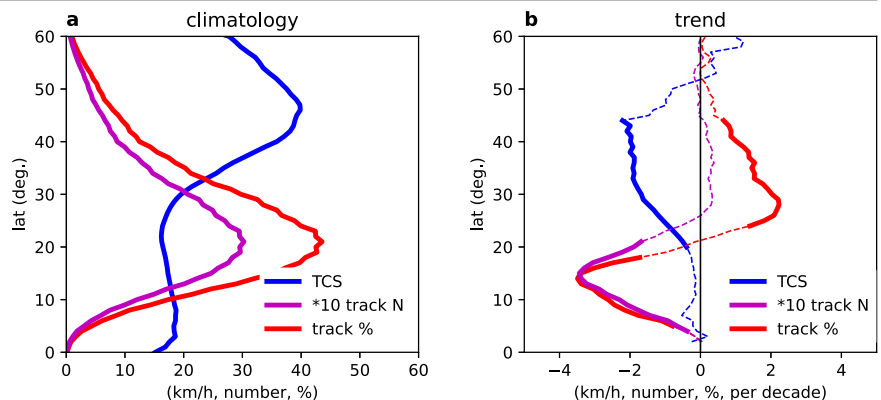 a climatology
60
50
40
30
20
10
0
lat (deg.)
TCS
*10 track N
track %
0 10 20 30 40 50 60
(km/h, number, %)
b trend
60
50
40
30
20
10
0
lat (deg.)
TCS
*10 track N
track %
−4 −2 0 2 4
(km/h, number, %, per decade)